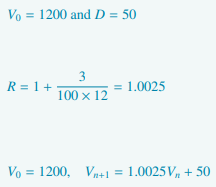 V₀ = 1200 and D = 50
R = 1 + 3/(100 × 12) = 1.0025
V₀ = 1200, Vₙ₊₁ = 1.0025Vₙ + 50